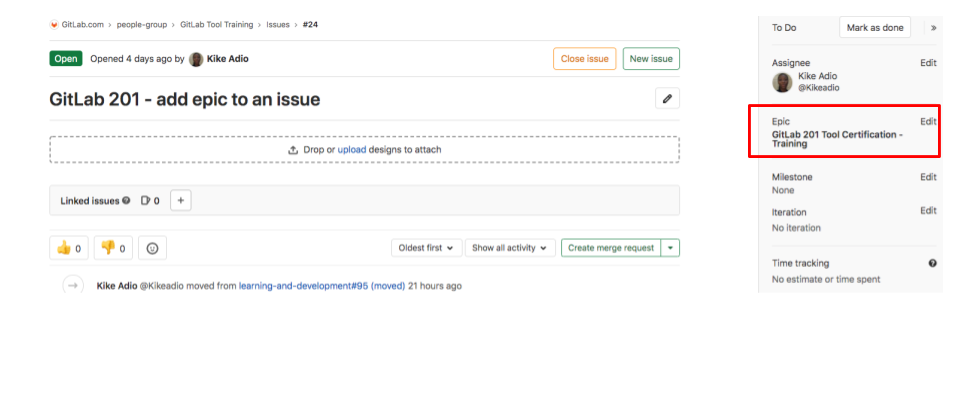 GitLab.com › people-group › GitLab Tool Training › Issues › #24
Open Opened 4 days ago by Kike Adio Close issue New issue
GitLab 201 - add epic to an issue
Drop or upload designs to attach
Linked issues 0 +
0 0 Oldest first Show all activity Create merge request
Kike Adio @Kikeadio moved from learning-and-development#95 (moved) 21 hours ago
To Do Mark as done »
Assignee Edit
Kike Adio
@Kikeadio
Epic Edit
GitLab 201 Tool Certification -
Training
Milestone Edit
None
Iteration Edit
No iteration
Time tracking
No estimate or time spent